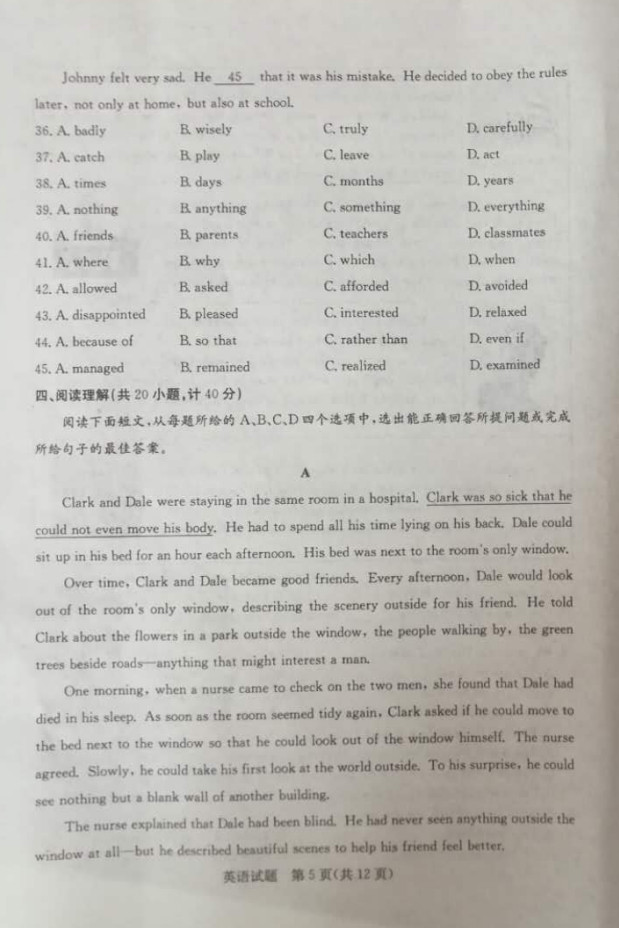 Johnny felt very sad. He 45 that it was his mistake. He decided to obey the rules
later, not only at home, but also at school.
36. A. badly B. wisely C. truly D. carefully
37. A. catch B. play C. leave D. act
38. A. times B. days C. months D. years
39. A. nothing B. anything C. something D. everything
40. A. friends B. parents C. teachers D. classmates
41. A. where B. why C. which D. when
42. A. allowed B. asked C. afforded D. avoided
43. A. disappointed B. pleased C. interested D. relaxed
44. A. because of B. so that C. rather than D. even if
45. A. managed B. remained C. realized D. examined
四、阅读理解(共 20 小题,计 40 分)
阅读下面短文,从每题所给的 A、B、C、D 四个选项中,选出能正确回答所提问题或完成
所给句子的最佳答案。
A
Clark and Dale were staying in the same room in a hospital. Clark was so sick that he
could not even move his body. He had to spend all his time lying on his back. Dale could
sit up in his bed for an hour each afternoon. His bed was next to the room's only window.
Over time, Clark and Dale became good friends. Every afternoon, Dale would look
out of the room's only window, describing the scenery outside for his friend. He told
Clark about the flowers in a park outside the window, the people walking by, the green
trees beside roads—anything that might interest a man.
One morning, when a nurse came to check on the two men, she found that Dale had
died in his sleep. As soon as the room seemed tidy again, Clark asked if he could move to
the bed next to the window so that he could look out of the window himself. The nurse
agreed. Slowly, he could take his first look at the world outside. To his surprise, he could
see nothing but a blank wall of another building.
The nurse explained that Dale had been blind. He had never seen anything outside the
window at all—but he described beautiful scenes to help his friend feel better.
英语试题 第 5 页(共 12 页)